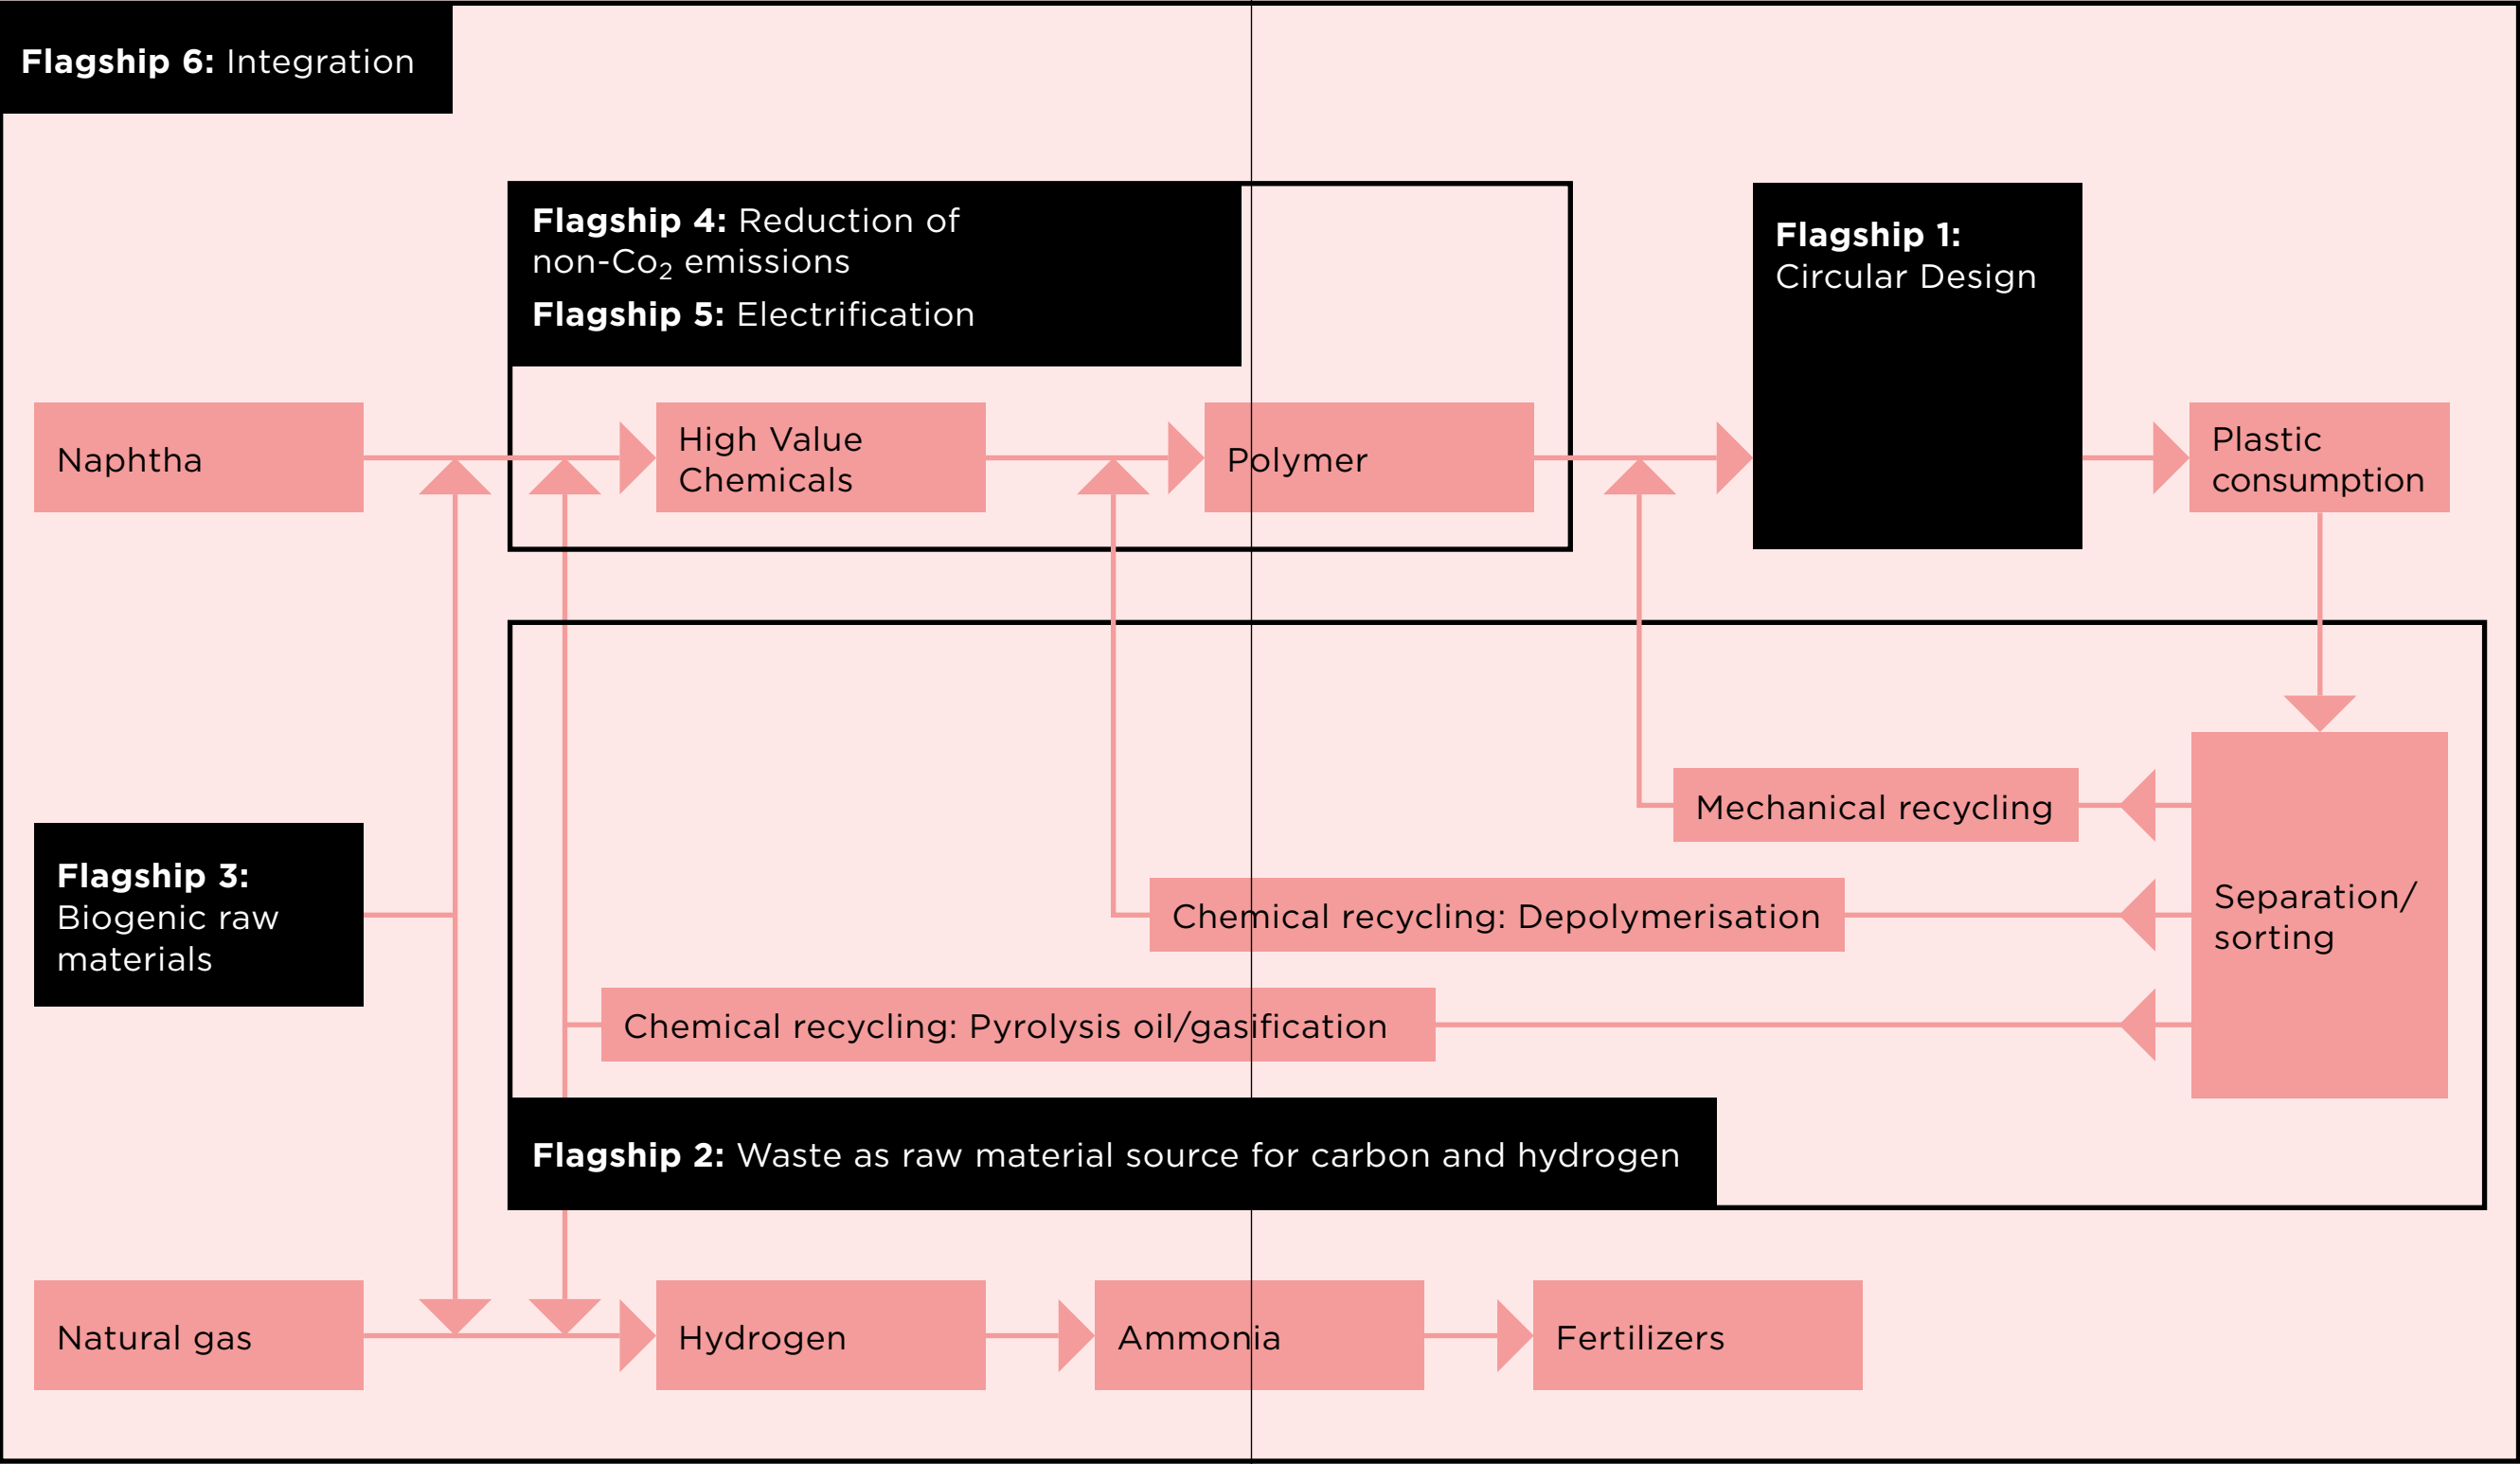 Flagship 6: Integration
Flagship 4: Reduction of
non-Co₂ emissions
Flagship 5: Electrification
Flagship 1:
Circular Design
Naphtha
High Value
Chemicals
Polymer
Plastic
consumption
Mechanical recycling
Flagship 3:
Biogenic raw
materials
Chemical recycling: Depolymerisation
Separation/
sorting
Chemical recycling: Pyrolysis oil/gasification
Flagship 2: Waste as raw material source for carbon and hydrogen
Natural gas
Hydrogen
Ammonia
Fertilizers